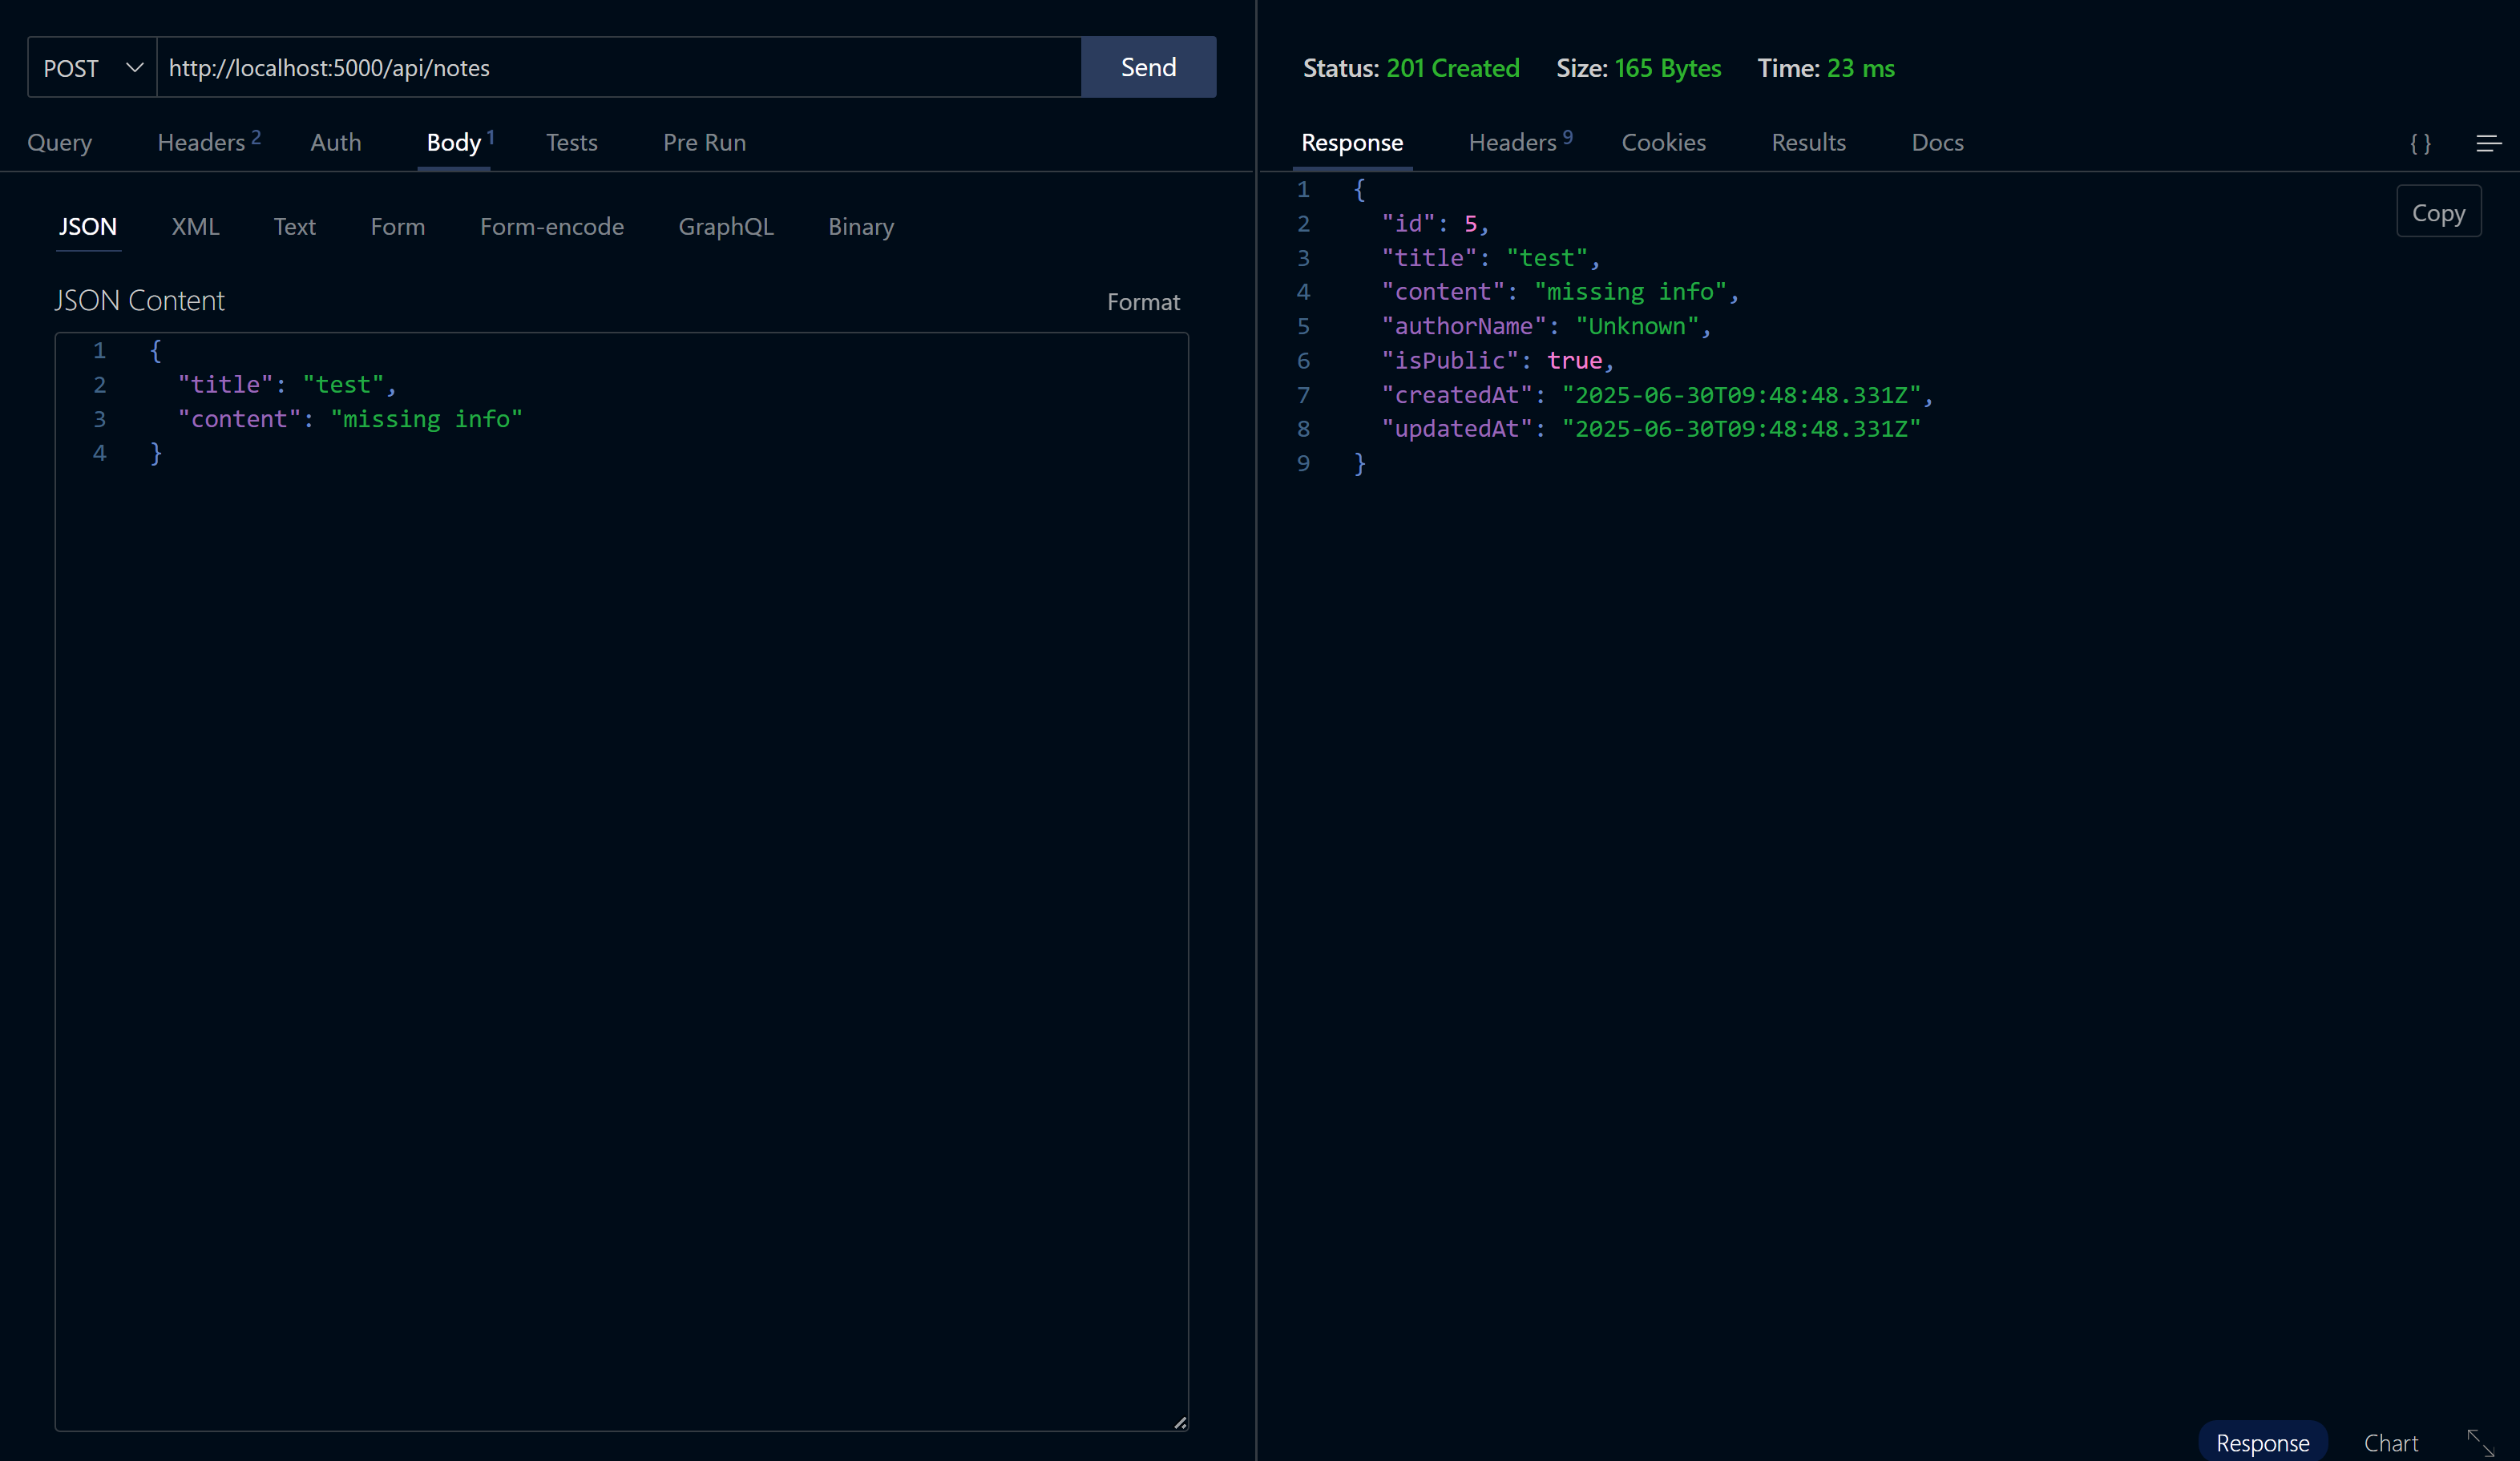 POST http://localhost:5000/api/notes Send
Query Headers 2 Auth Body 1 Tests Pre Run
JSON XML Text Form Form-encode GraphQL Binary
JSON Content Format
1 {
2 "title": "test",
3 "content": "missing info"
4 }
Status: 201 Created Size: 165 Bytes Time: 23 ms
Response Headers 9 Cookies Results Docs { }
Copy
1 {
2 "id": 5,
3 "title": "test",
4 "content": "missing info",
5 "authorName": "Unknown",
6 "isPublic": true,
7 "createdAt": "2025-06-30T09:48:48.331Z",
8 "updatedAt": "2025-06-30T09:48:48.331Z"
9 }
Response Chart